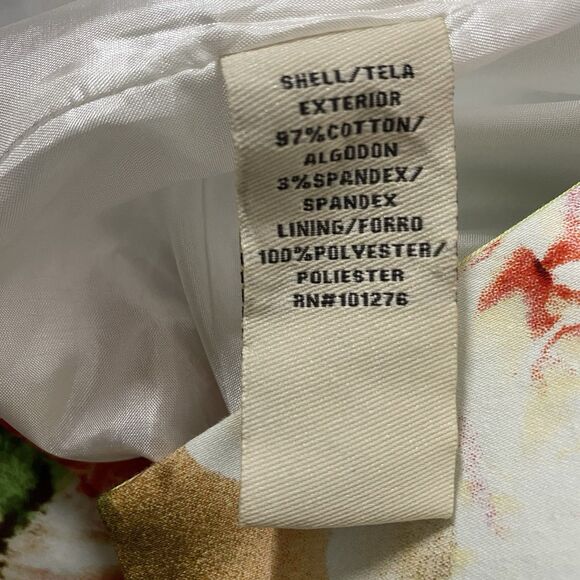 SHELL/TELA
EXTERIOR
97%COTTON/
ALGODON
3%SPANDEX/
SPANDEX
LINING/FORRO
100%POLYESTER/
POLIESTER
RN#101276